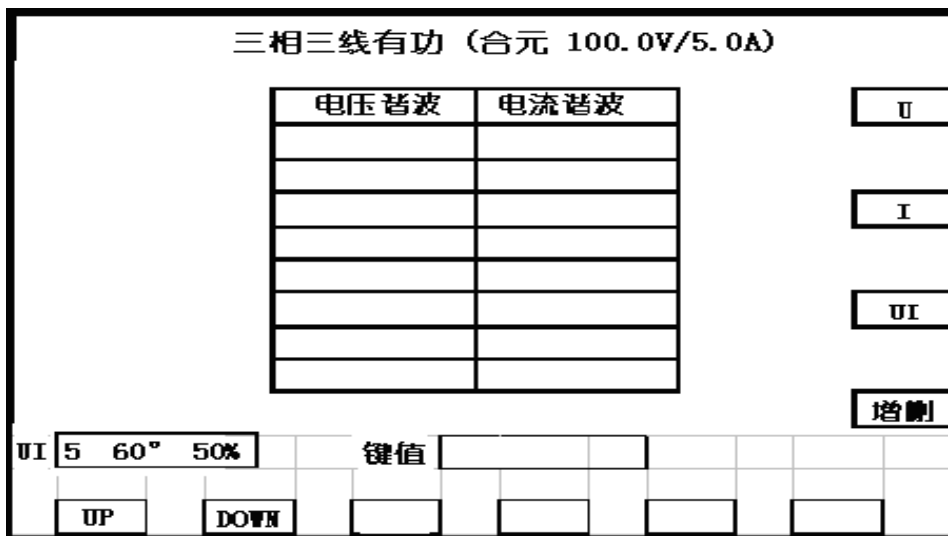 三相三线有功 (合元 100.0V/5.0A)
电压谐波 电流谐波
U
I
UI
增删
UI 5 60° 50% 键值
UP DOWN